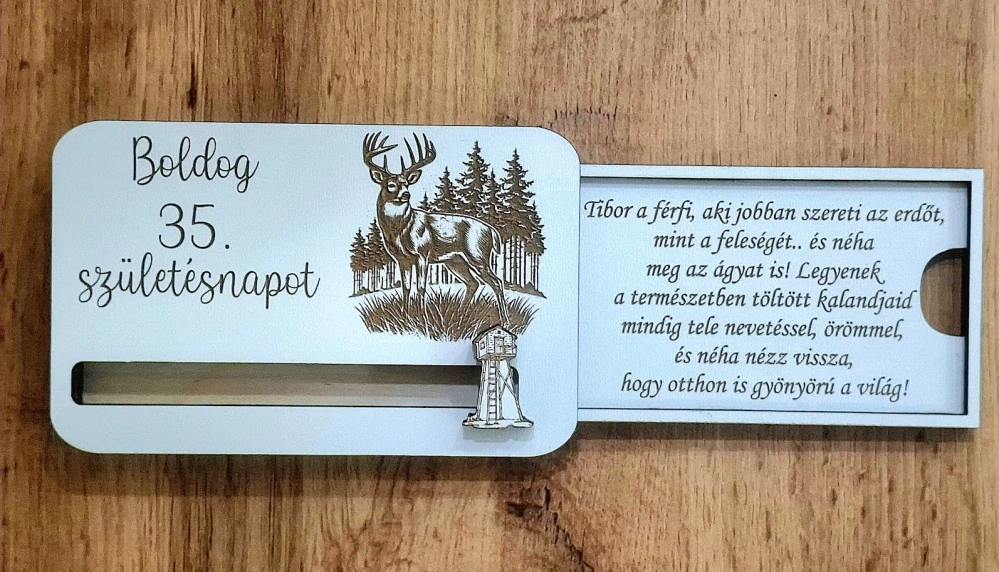 Boldog
35.
születésnapot
Tibor a férfi, aki jobban szereti az erdőt,
mint a feleségét.. és néha
meg az ágyat is! Legyenek
a természetben töltött kalandjaid
mindig tele nevetéssel, örömmel,
és néha nézz vissza,
hogy otthon is gyönyörú a világ!